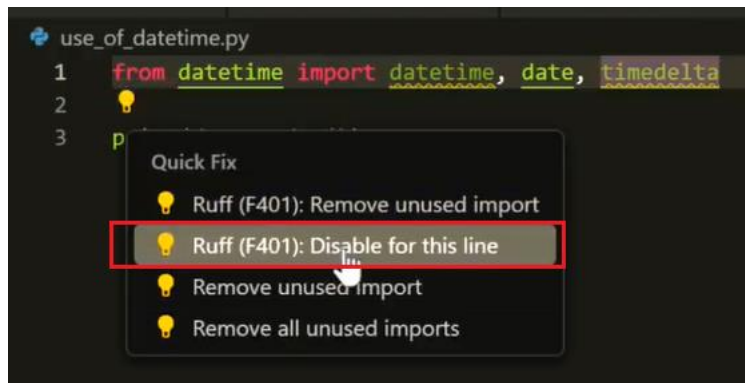 use_of_datetime.py
1 from datetime import datetime, date, timedelta
2
3 p
Quick Fix
Ruff (F401): Remove unused import
Ruff (F401): Disable for this line
Remove unused import
Remove all unused imports